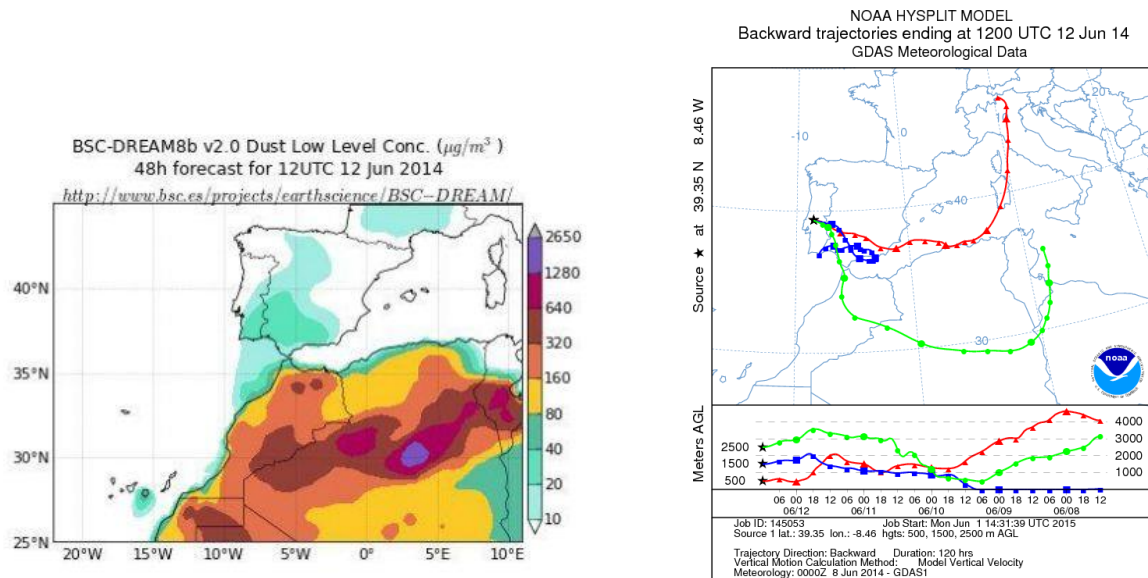 BSC-DREAM8b v2.0 Dust Low Level Conc. (μg/m³ )
48h forecast for 12UTC 12 Jun 2014
http://www.bsc.es/projects/earthscience/BSC−DREAM/
2650
1280
640
320
160
80
40
20
10
40°N
35°N
30°N
25°N
20°W 15°W 10°W 5°W 0°E 5°E 10°E
NOAA HYSPLIT MODEL
Backward trajectories ending at 1200 UTC 12 Jun 14
GDAS Meteorological Data
Source ★ at 39.35 N 8.46 W
-10
0
20
40
30
noaa
Meters AGL
2500
1500
500
4000
3000
2000
1000
06 00 18 12 06 00 18 12 06 00 18 12 06 00 18 12 06 00 18 12
06/12 06/11 06/10 06/09 06/08
Job ID: 145053 Job Start: Mon Jun 1 14:31:39 UTC 2015
Source 1 lat.: 39.35 lon.: -8.46 hgts: 500, 1500, 2500 m AGL
Trajectory Direction: Backward Duration: 120 hrs
Vertical Motion Calculation Method: Model Vertical Velocity
Meteorology: 0000Z 8 Jun 2014 - GDAS1